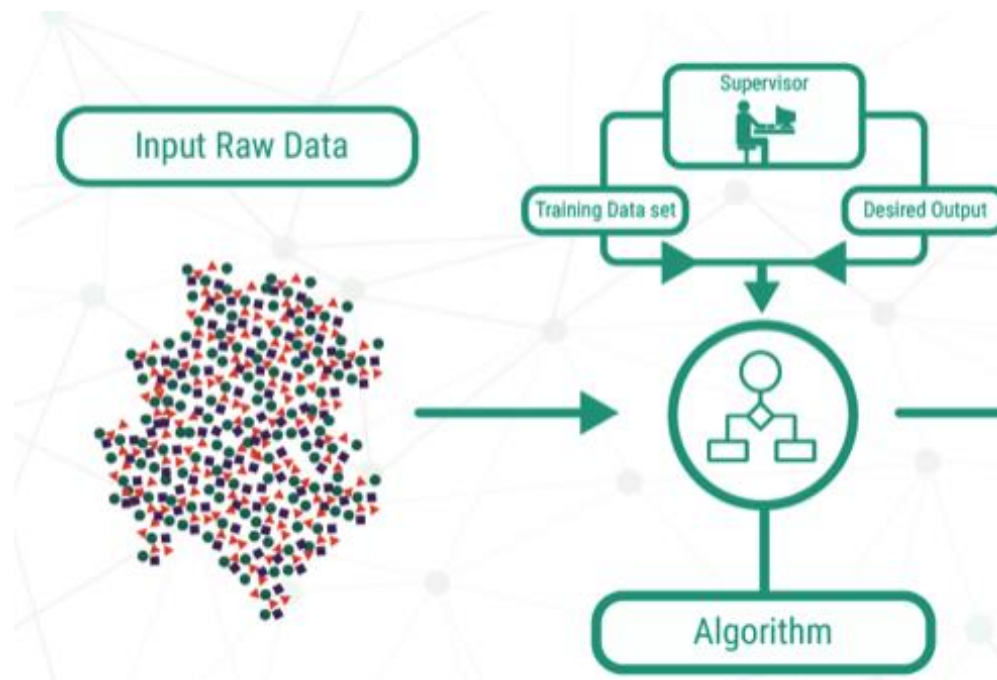 Input Raw Data
Supervisor
Training Data set
Desired Output
Algorithm